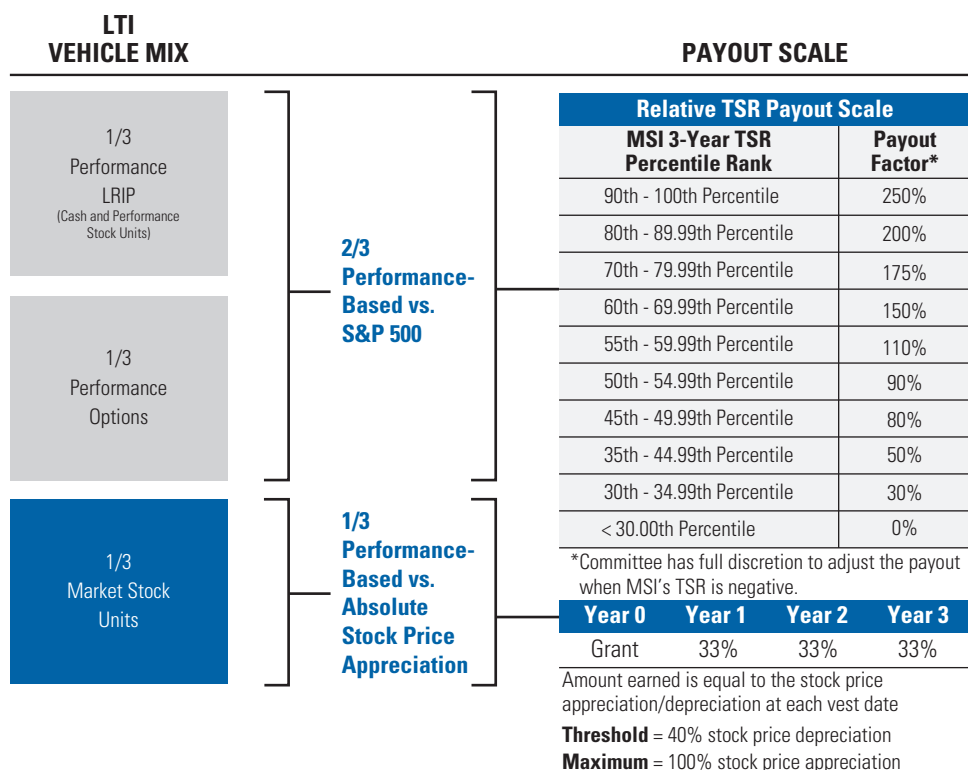 LTI
VEHICLE MIX
PAYOUT SCALE
1/3
Performance
LRIP
(Cash and Performance
Stock Units)
1/3
Performance
Options
1/3
Market Stock
Units
2/3
Performance-
Based vs.
S&P 500
1/3
Performance-
Based vs.
Absolute
Stock Price
Appreciation
Relative TSR Payout Scale
MSI 3-Year TSR
Percentile Rank
Payout
Factor*
90th - 100th Percentile 250%
80th - 89.99th Percentile 200%
70th - 79.99th Percentile 175%
60th - 69.99th Percentile 150%
55th - 59.99th Percentile 110%
50th - 54.99th Percentile 90%
45th - 49.99th Percentile 80%
35th - 44.99th Percentile 50%
30th - 34.99th Percentile 30%
< 30.00th Percentile 0%
*Committee has full discretion to adjust the payout
when MSI's TSR is negative.
Year 0 Year 1 Year 2 Year 3
Grant 33% 33% 33%
Amount earned is equal to the stock price
appreciation/depreciation at each vest date
Threshold = 40% stock price depreciation
Maximum = 100% stock price appreciation